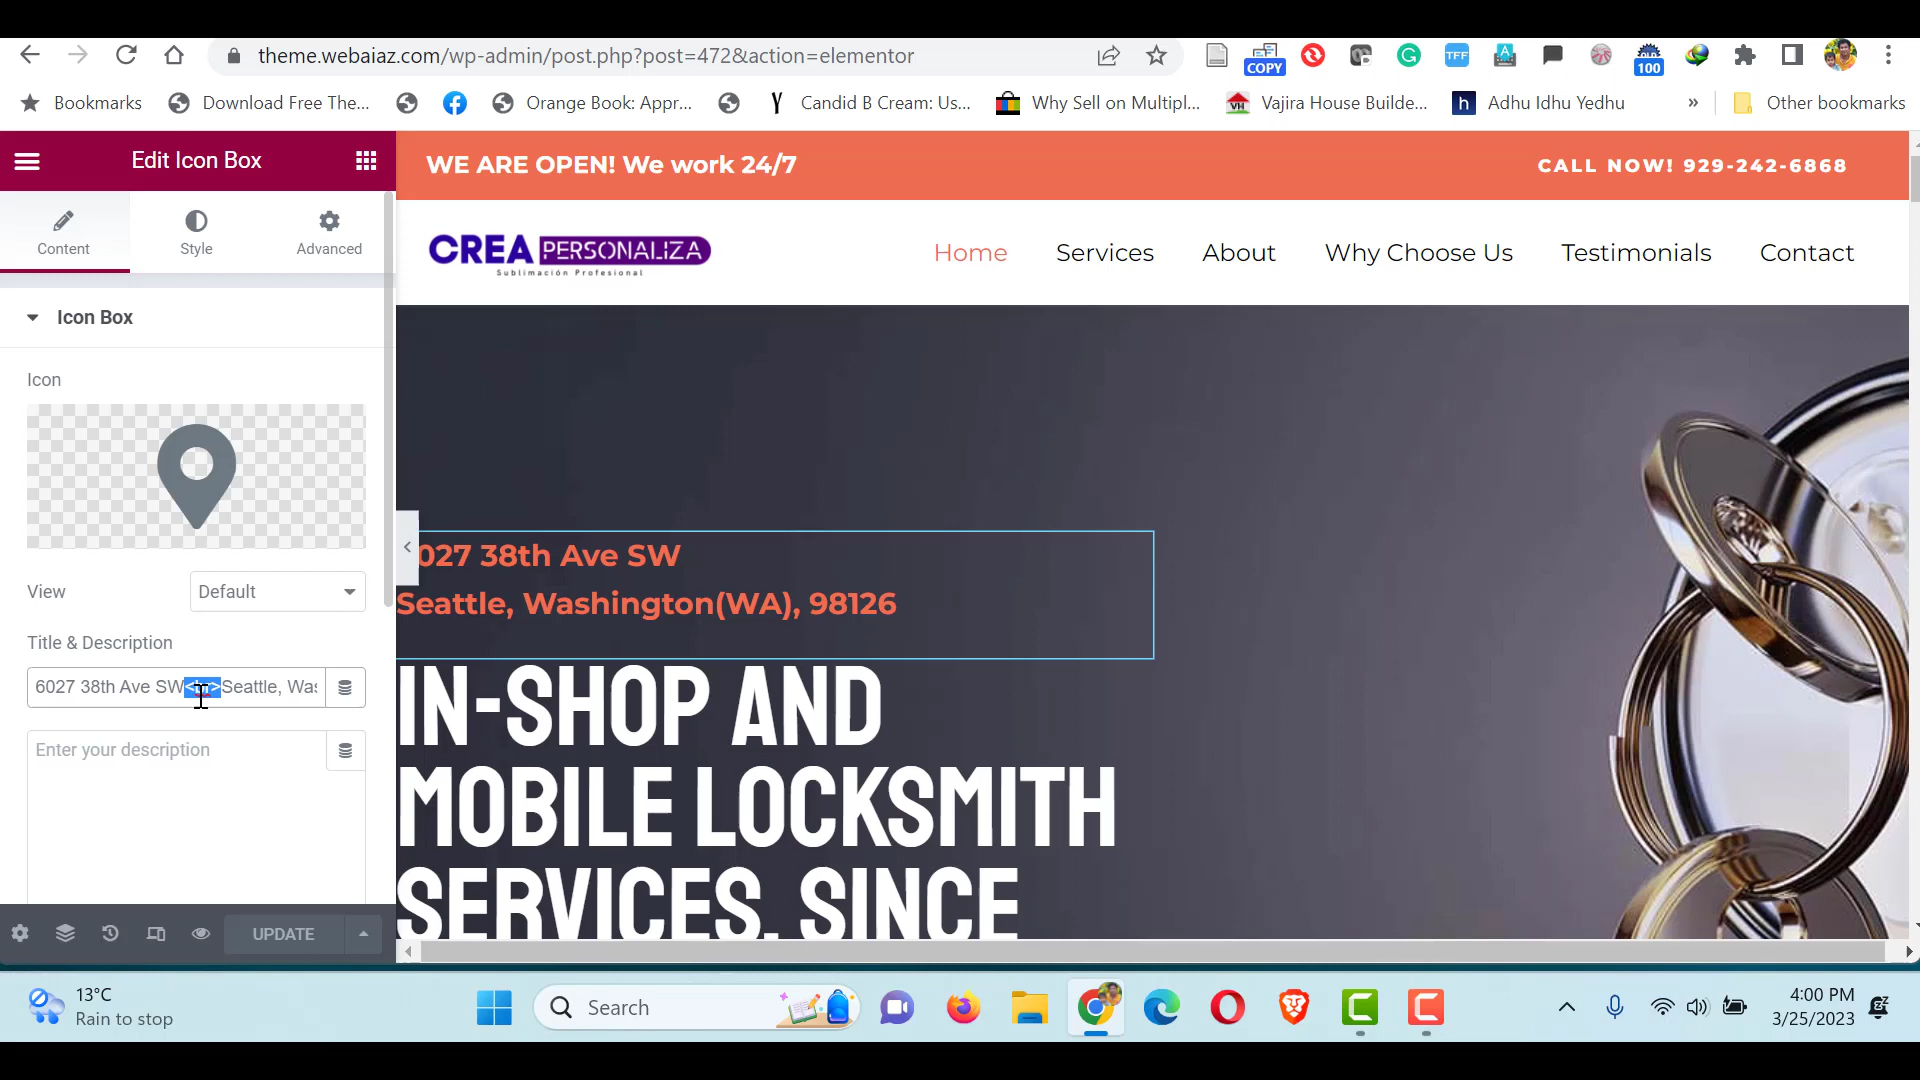 theme.webaiaz.com/wp-admin/post.php?post=472&action=elementor
COPY
TFF
A
100
Bookmarks
Download Free The...
Orange Book: Appr...
Candid B Cream: Us...
Why Sell on Multipl...
VH
Vajira House Builde...
h
Adhu Idhu Yedhu
»
Other bookmarks
Edit Icon Box
WE ARE OPEN! We work 24/7
CALL NOW! 929-242-6868
Content
Style
Advanced
CREA PERSONALIZA
Sublimación Profesional
Home
Services
About
Why Choose Us
Testimonials
Contact
Icon Box
Icon
View
Default
Title & Description
6027 38th Ave SW<br>Seattle, Was
Enter your description
027 38th Ave SW
Seattle, Washington(WA), 98126
IN-SHOP AND
MOBILE LOCKSMITH
SERVICES, SINCE
UPDATE
13°C
Rain to stop
Search
4:00 PM
3/25/2023